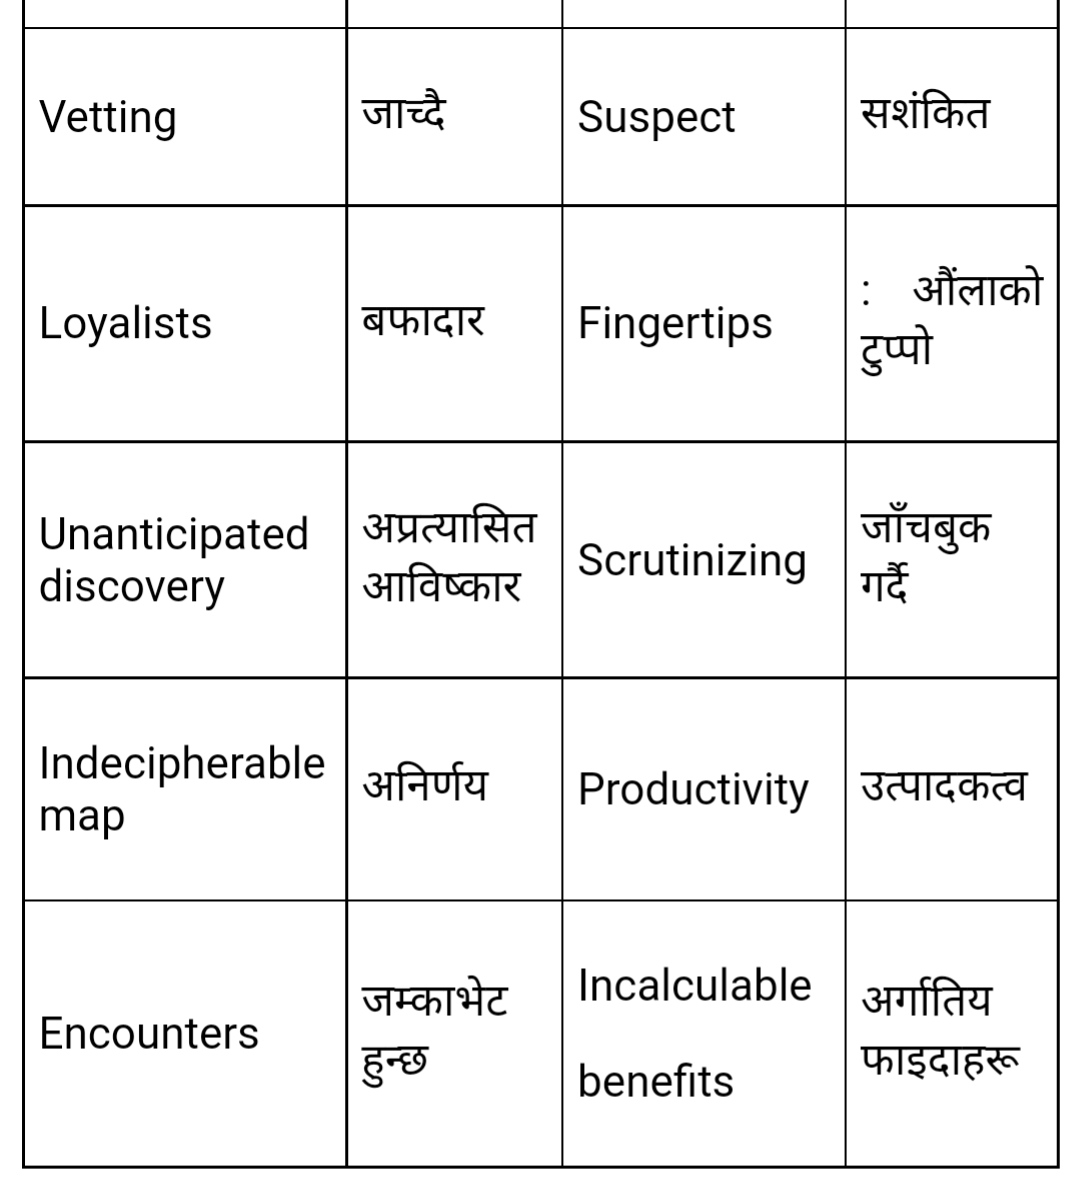 Vetting
जाच्दै
Suspect
सशंकित
Loyalists
बफादार
Fingertips
: औंलाको
टुप्पो
Unanticipated
discovery
अप्रत्यासित
आविष्कार
Scrutinizing
जाँचबुक
गर्दै
Indecipherable
map
अनिर्णय
Productivity
उत्पादकत्व
Encounters
जम्काभेट
हुन्छ
Incalculable
benefits
अर्गातिय
फाइदाहरू